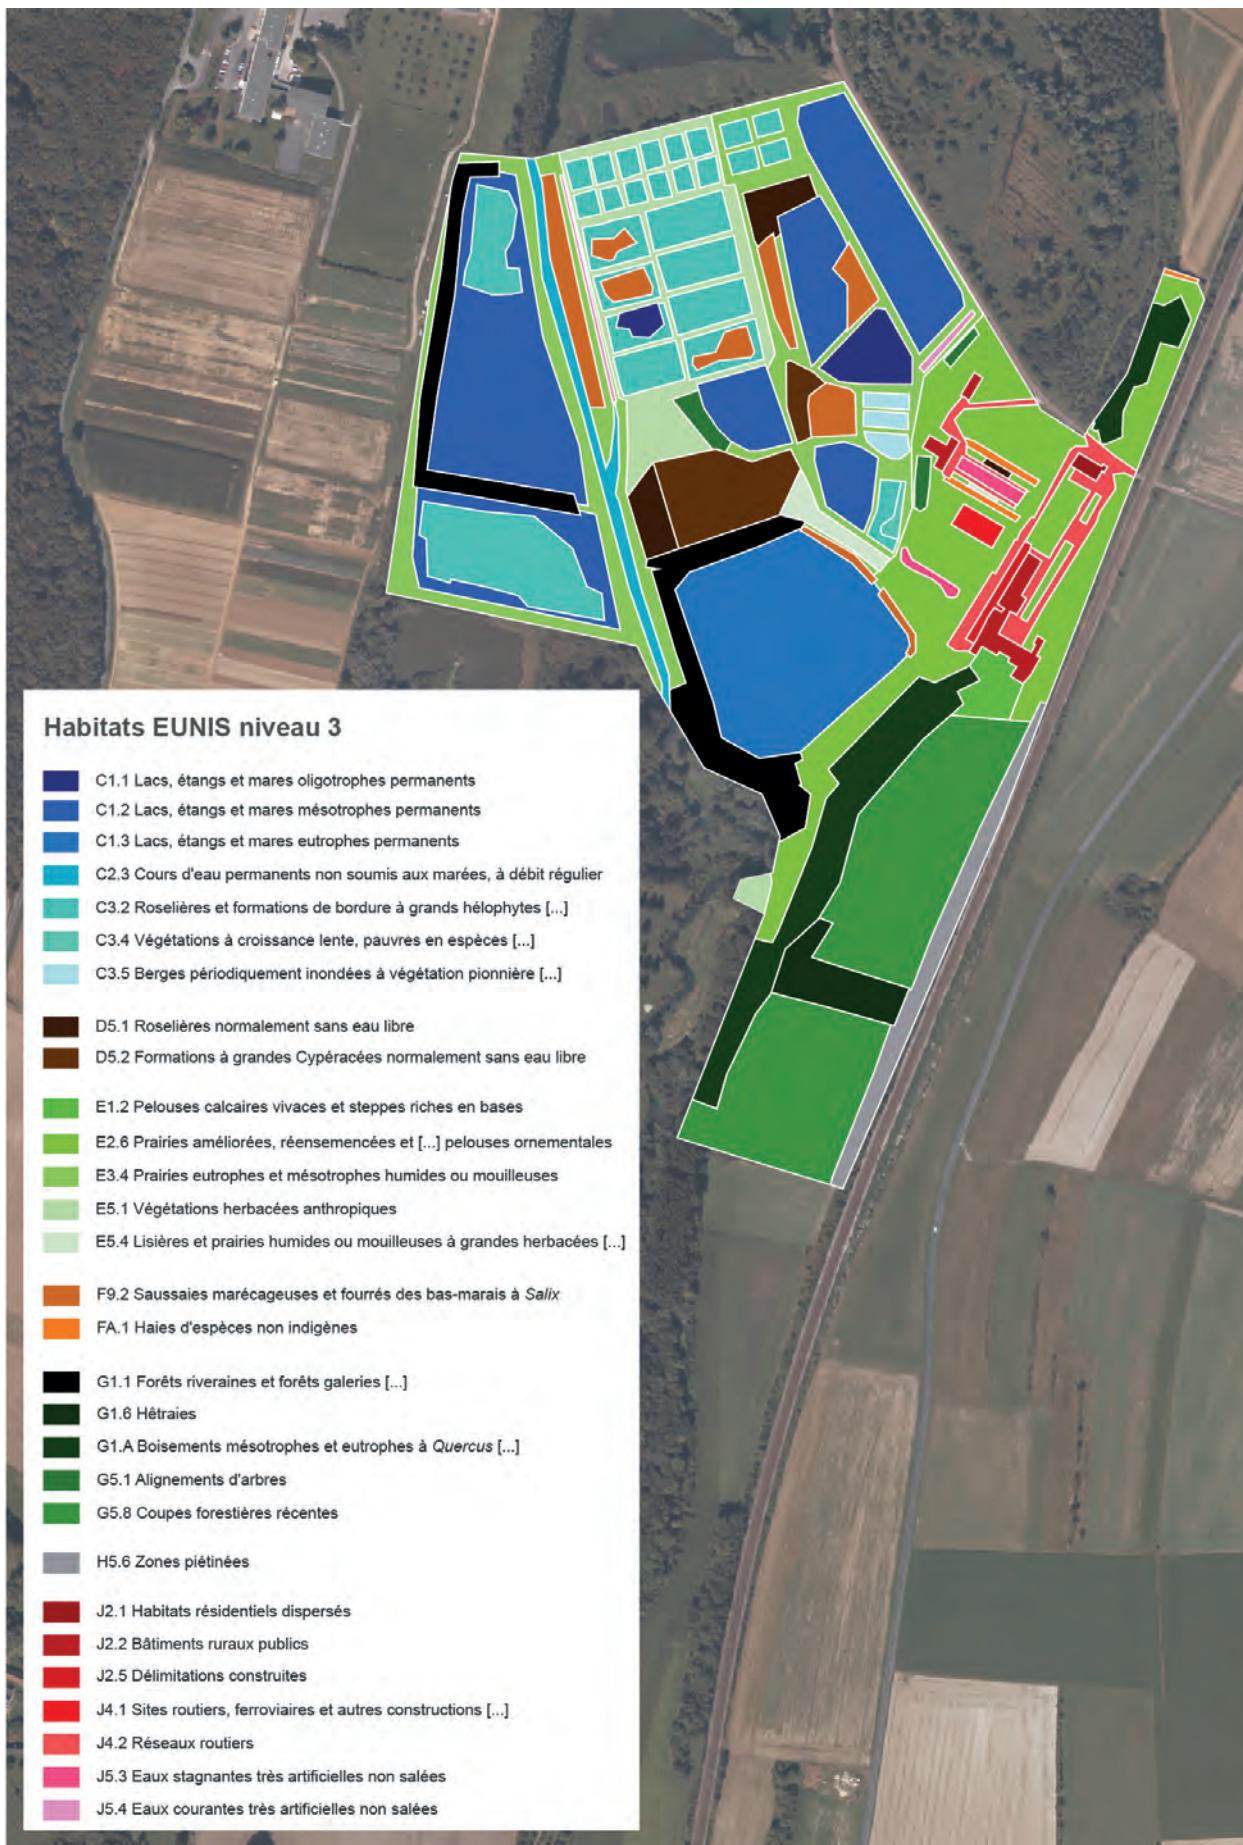 Habitats EUNIS niveau 3
C1.1 Lacs, étangs et mares oligotrophes permanents
C1.2 Lacs, étangs et mares mésotrophes permanents
C1.3 Lacs, étangs et mares eutrophes permanents
C2.3 Cours d'eau permanents non soumis aux marées, à débit régulier
C3.2 Roselières et formations de bordure à grands hélophytes [...]
C3.4 Végétations à croissance lente, pauvres en espèces [...]
C3.5 Berges périodiquement inondées à végétation pionnière [...]
D5.1 Roselières normalement sans eau libre
D5.2 Formations à grandes Cypéracées normalement sans eau libre
E1.2 Pelouses calcaires vivaces et steppes riches en bases
E2.6 Prairies améliorées, réensemencées et [...] pelouses ornementales
E3.4 Prairies eutrophes et mésotrophes humides ou mouilleuses
E5.1 Végétations herbacées anthropiques
E5.4 Lisières et prairies humides ou mouilleuses à grandes herbacées [...]
F9.2 Saussaies marécageuses et fourrés des bas-marais à Salix
FA.1 Haies d'espèces non indigènes
G1.1 Forêts riveraines et forêts galeries [...]
G1.6 Hêtraies
G1.A Boisements mésotrophes et eutrophes à Quercus [...]
G5.1 Alignements d'arbres
G5.8 Coupes forestières récentes
H5.6 Zones piétinées
J2.1 Habitats résidentiels dispersés
J2.2 Bâtiments ruraux publics
J2.5 Délimitations construites
J4.1 Sites routiers, ferroviaires et autres constructions [...]
J4.2 Réseaux routiers
J5.3 Eaux stagnantes très artificielles non salées
J5.4 Eaux courantes très artificielles non salées